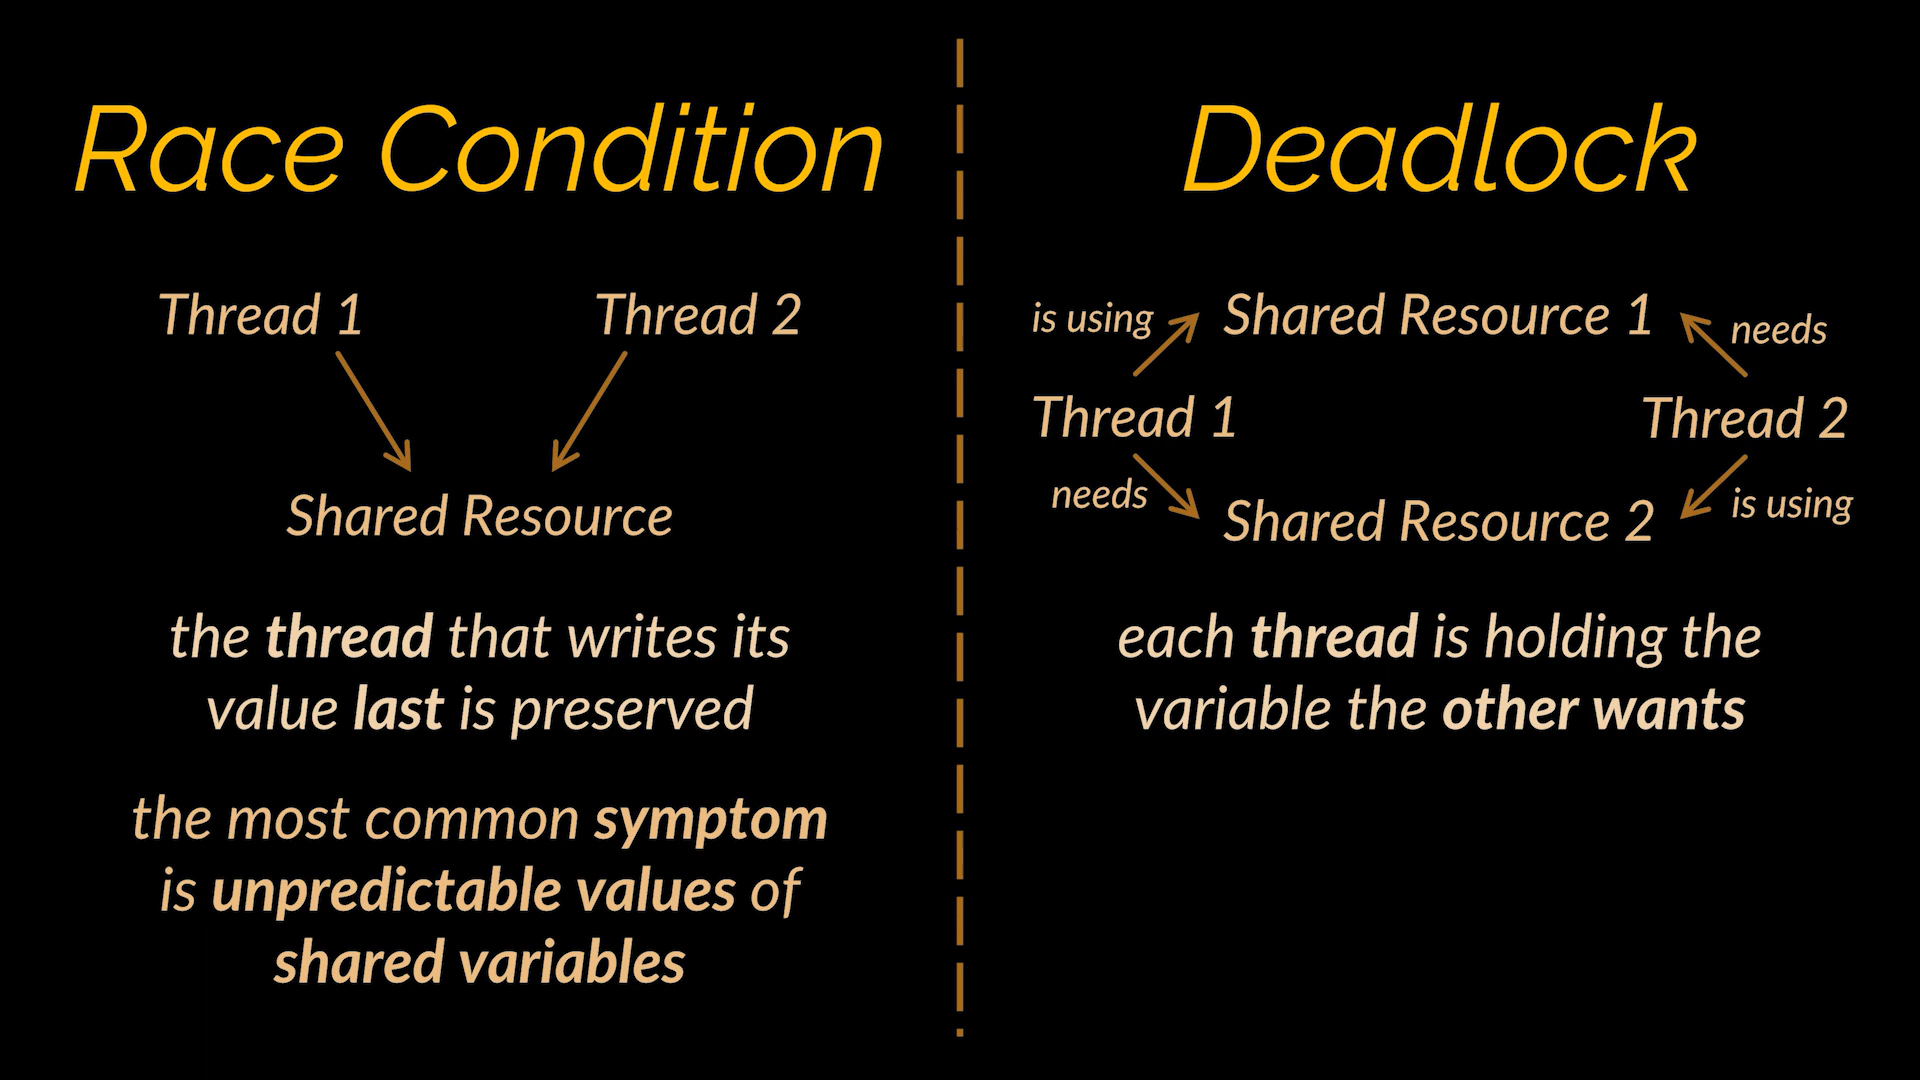 Race Condition
Thread 1
Thread 2
Shared Resource
the thread that writes its
value last is preserved
the most common symptom
is unpredictable values of
shared variables
Deadlock
is using
Shared Resource 1
needs
Thread 1
Thread 2
needs
Shared Resource 2
is using
each thread is holding the
variable the other wants